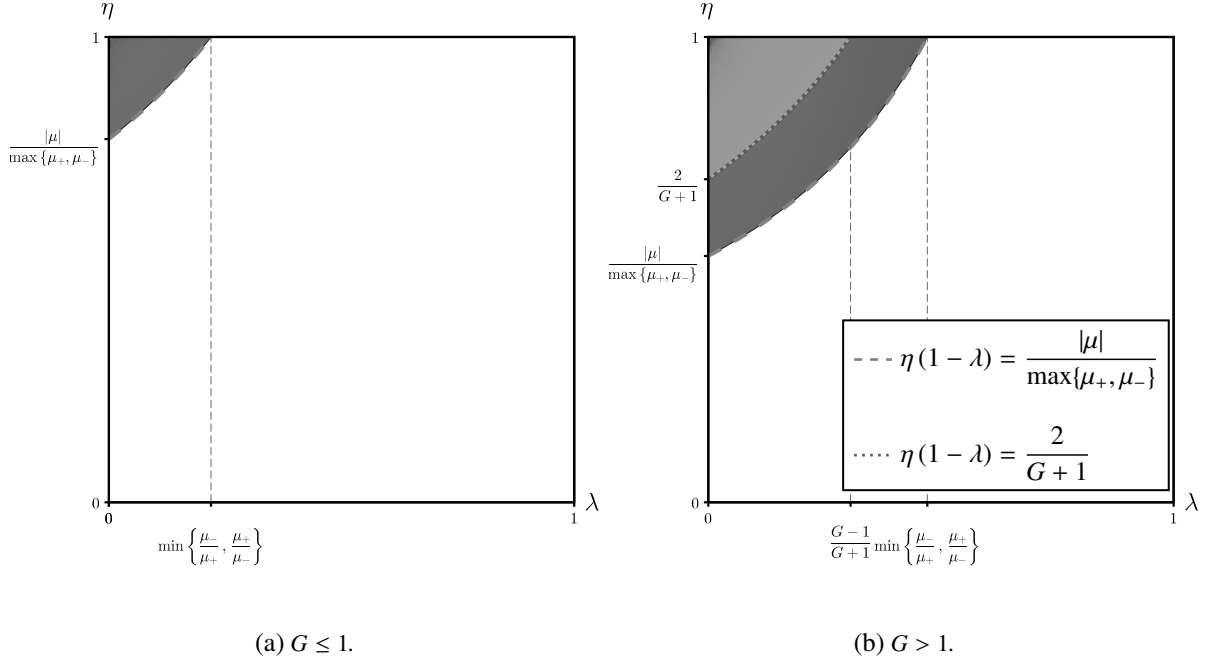 η
1
|μ|
max {μ₊, μ₋}
0
0
min { μ₋/μ₊ , μ₊/μ₋ }
1
λ
(a) G ≤ 1.
η
1
2
G + 1
|μ|
max {μ₊, μ₋}
0
0
G − 1
G + 1
min { μ₋/μ₊ , μ₊/μ₋ }
1
λ
η (1 − λ) = |μ| / max{μ₊, μ₋}
η (1 − λ) = 2 / G + 1
(b) G > 1.